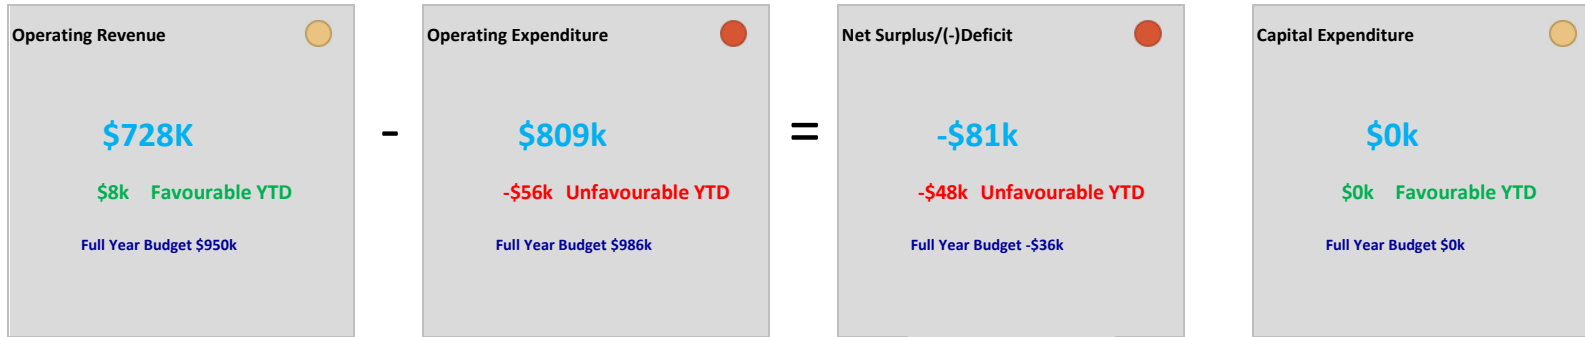 Operating Revenue
$728K
$8k Favourable YTD
Full Year Budget $950k
-
Operating Expenditure
$809k
-$56k Unfavourable YTD
Full Year Budget $986k
=
Net Surplus/(-)Deficit
-$81k
-$48k Unfavourable YTD
Full Year Budget -$36k
Capital Expenditure
$0k
$0k Favourable YTD
Full Year Budget $0k